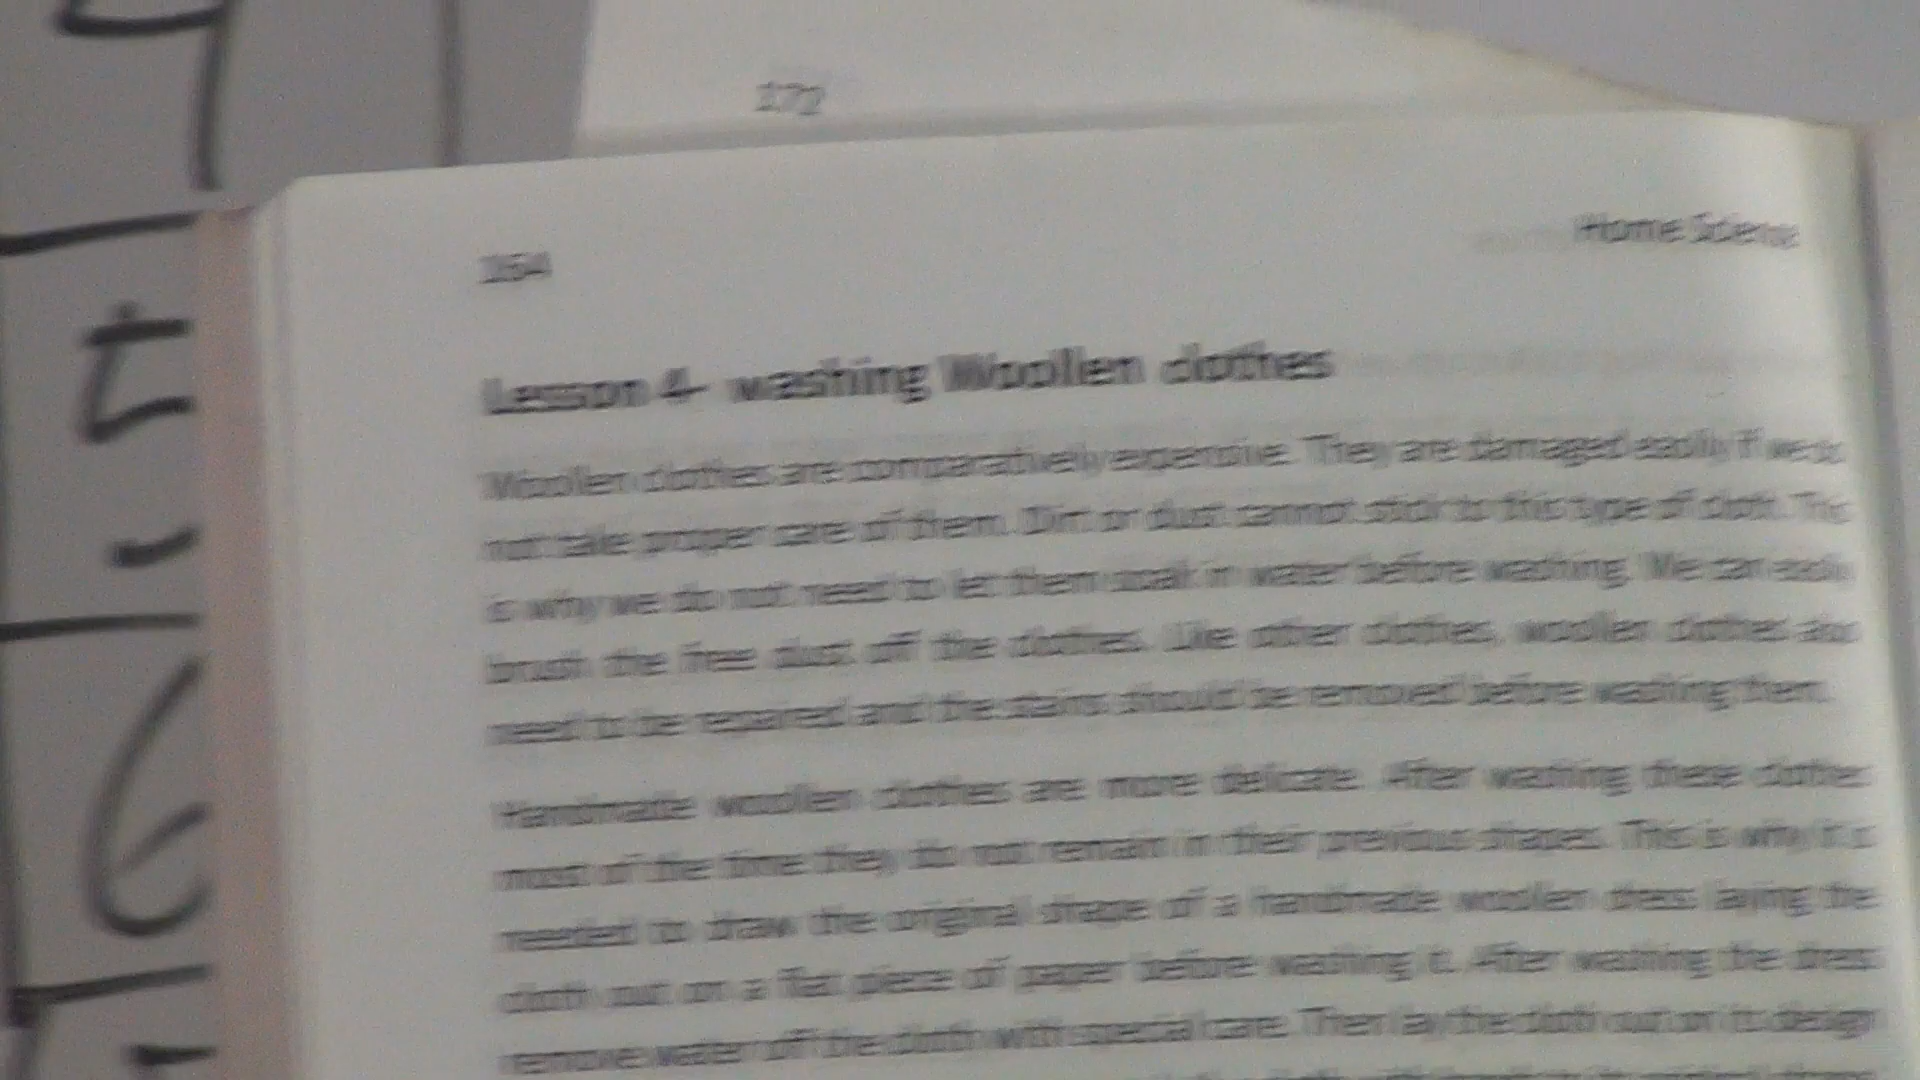 172
264
Home Science
Lesson 4- washing Woollen clothes
Woollen clothes are comparatively expensive. They are damaged easily if we do
not take proper care of them. Dirt or dust cannot stick to this type of cloth. This
is why we do not need to let them soak in water before washing. We can easily
brush the free dust off the clothes. Like other clothes, woollen clothes also
need to be repaired and the stains should be removed before washing them.
Handmade woollen clothes are more delicate. After washing these clothes
most of the time they do not remain in their previous shapes. This is why it is
needed to draw the original shape of a handmade woollen dress laying the
cloth out on a flat piece of paper before washing it. After washing the dress
remove water off the cloth with special care. Then lay the cloth out on its design